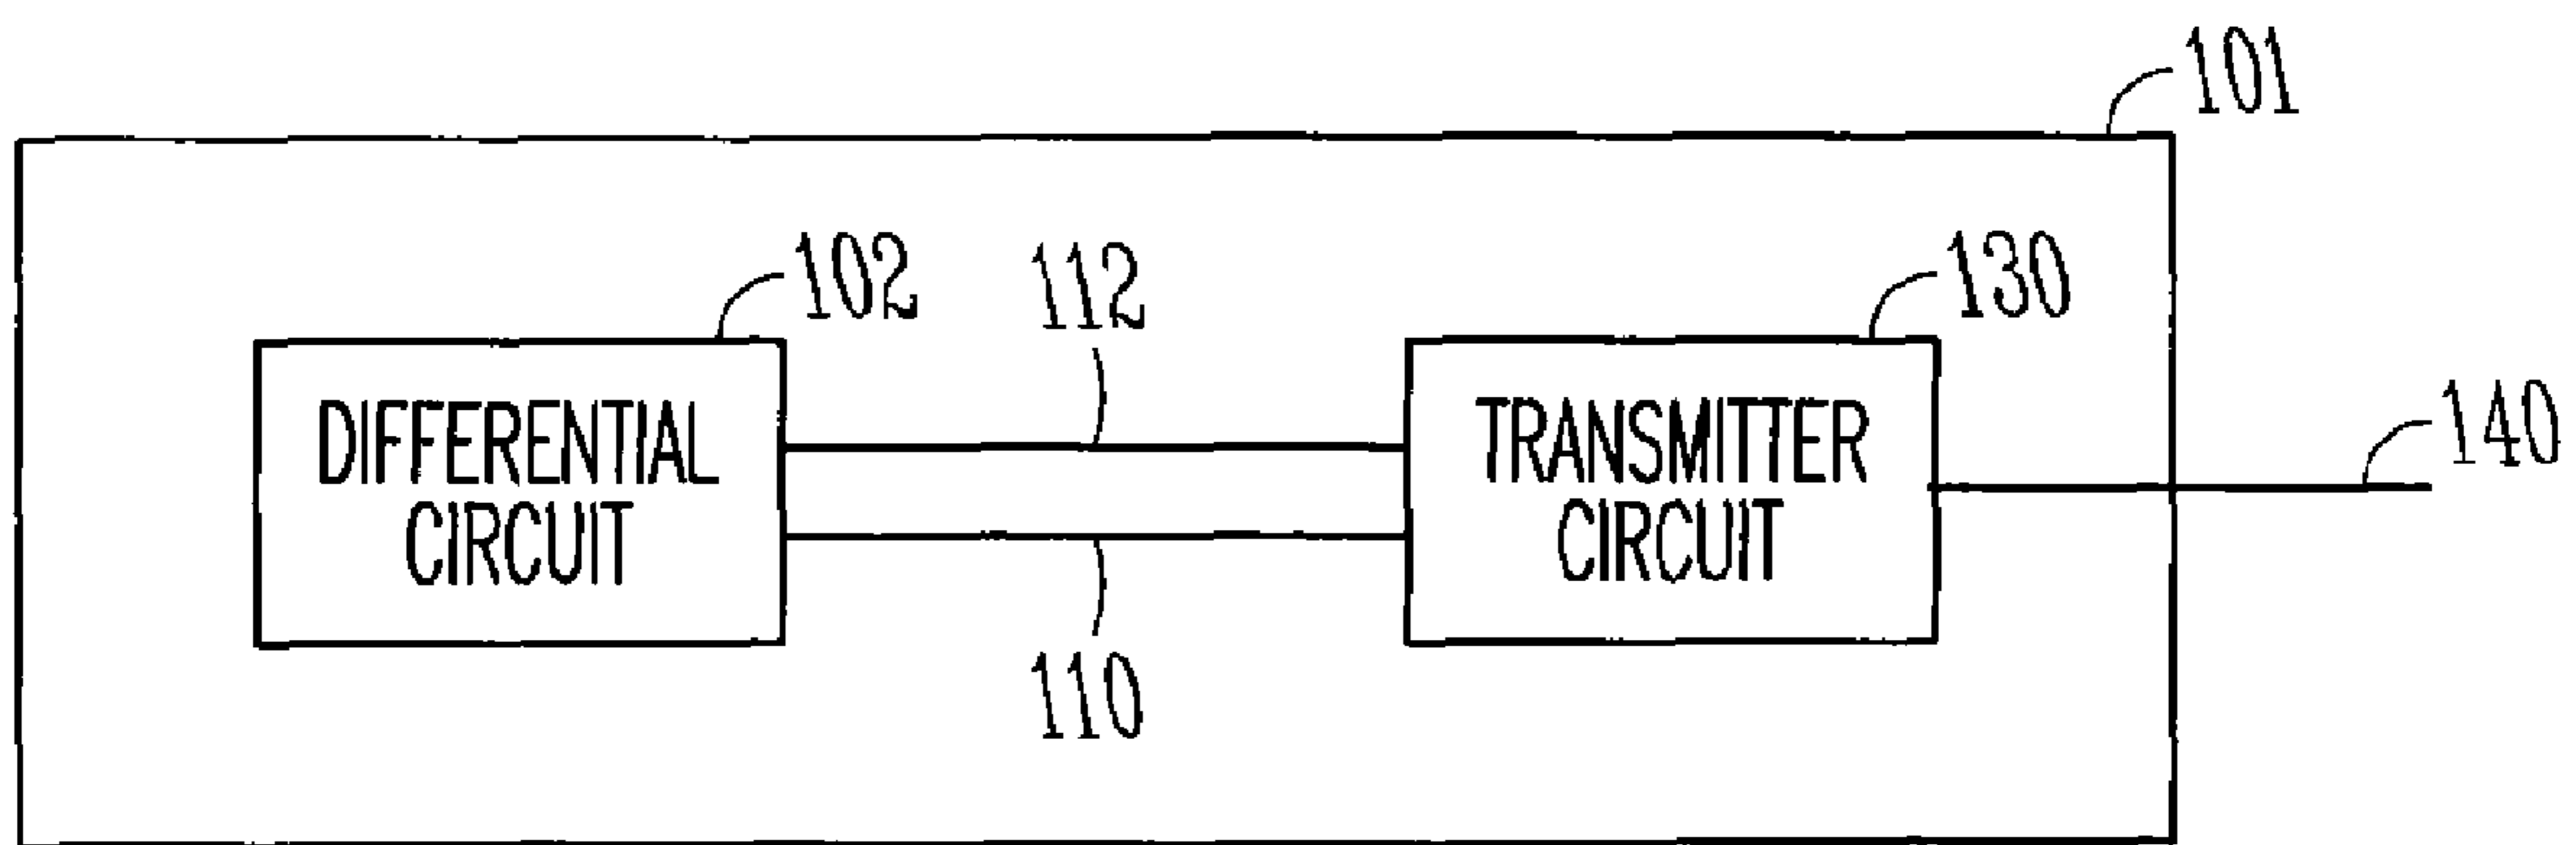 101
102
112
130
140
DIFFERENTIAL
CIRCUIT
TRANSMITTER
CIRCUIT
110